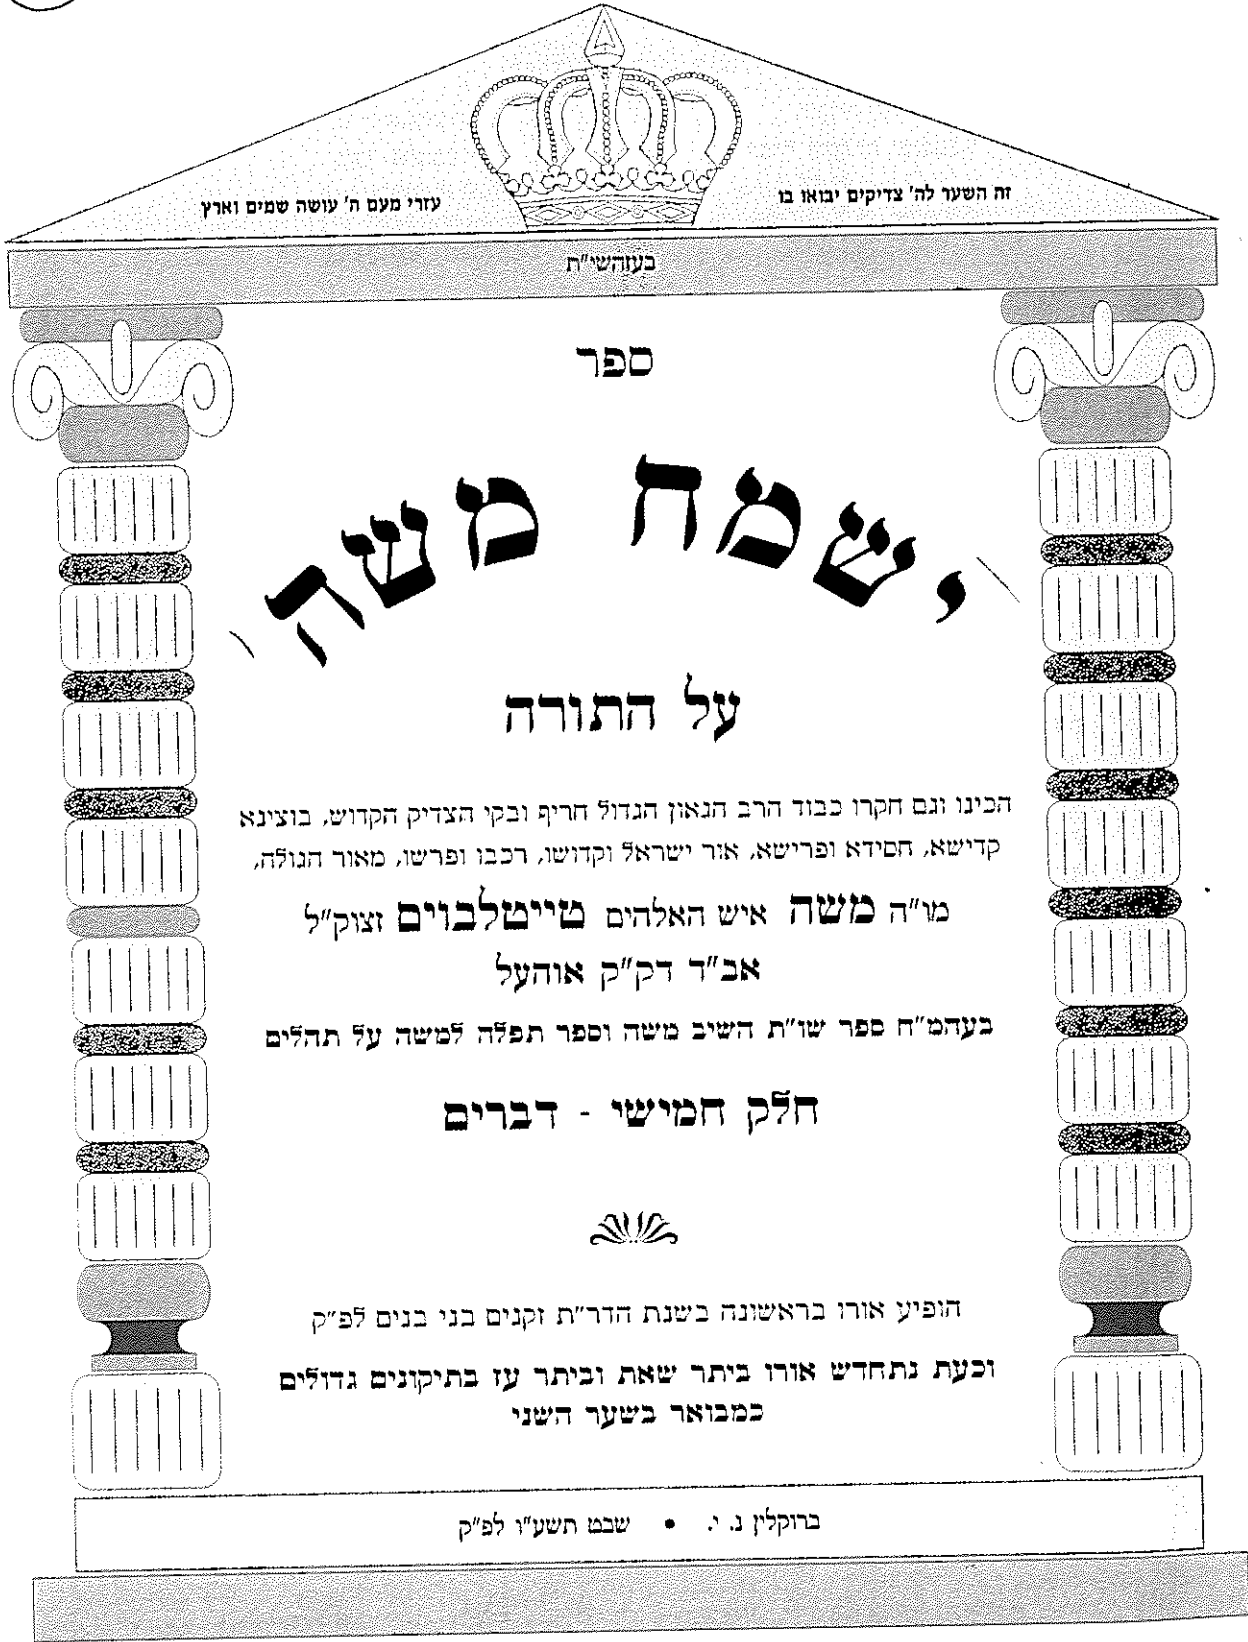 זה השער לה' צדיקים יבואו בו
עזרי מעם ה' עושה שמים וארץ
בעזהשי"ת
ספר
ישמח משה
על התורה
הכינו וגם חקרו כבוד הרב הגאון הגדול חריף ובקי הצדיק הקדוש, בוצינא
קדישא, חסידא ופרישא, אור ישראל וקדושו, רכבו ופרשו, מאור הגולה,
מו"ה משה איש האלהים טייטלבוים זצוק"ל
אב"ד דק"ק אוהעל
בעהמ"ח ספר שו"ת השיב משה וספר תפלה למשה על תהלים
חלק חמישי - דברים
הופיע אורו בראשונה בשנת הדר"ת זקנים בני בנים לפ"ק
וכעת נתחדש אורו ביתר שאת וביתר עז בתיקונים גדולים
כמבואר בשער השני
ברוקלין נ. י. • שבט תשע"ו לפ"ק